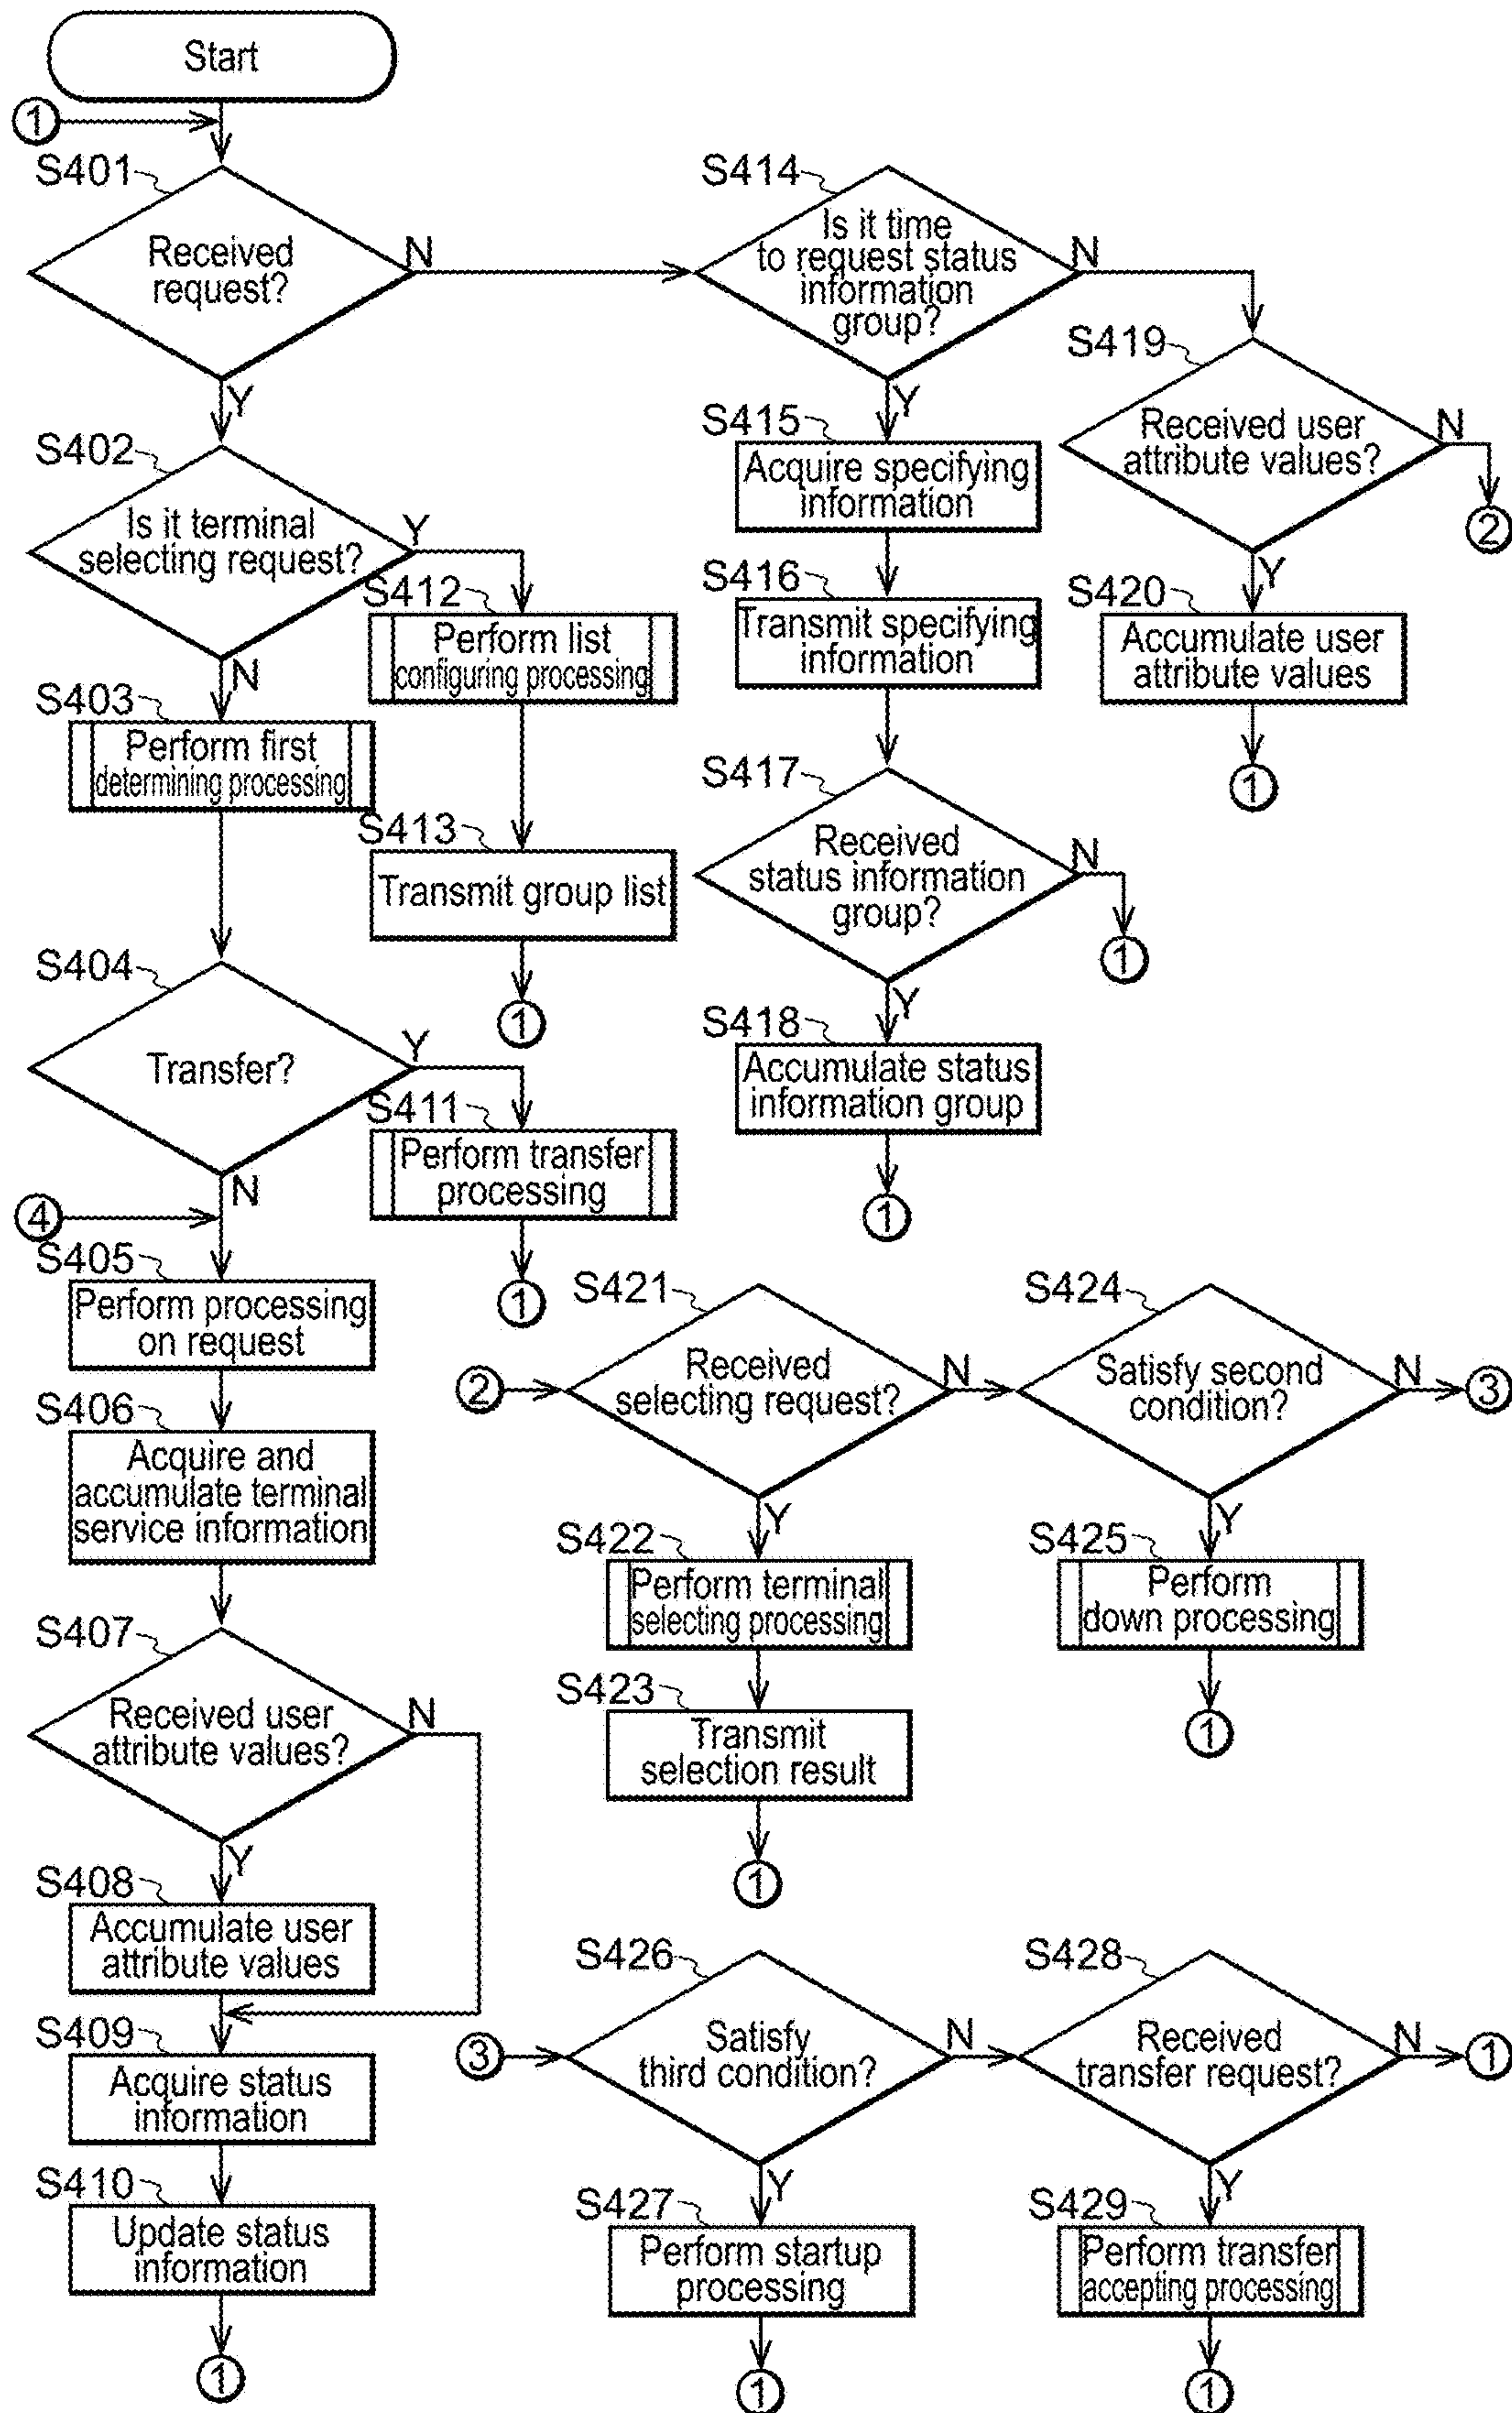 Start
1
S401
Received
request?
N
Y
S402
Is it terminal
selecting request?
Y
N
S403
Perform first
determining processing
S404
Transfer?
Y
N
4
S405
Perform processing
on request
S406
Acquire and
accumulate terminal
service information
S407
Received user
attribute values?
N
Y
S408
Accumulate user
attribute values
S409
Acquire status
information
S410
Update status
information
1
S412
Perform list
configuring processing
S413
Transmit group list
1
S411
Perform transfer
processing
1
S414
Is it time
to request status
information
group?
N
Y
S415
Acquire specifying
information
S416
Transmit specifying
information
S417
Received
status information
group?
N
1
Y
S418
Accumulate status
information group
1
S419
Received user
attribute values?
N
2
Y
S420
Accumulate user
attribute values
1
2
S421
Received
selecting request?
N
Y
S422
Perform terminal
selecting processing
S423
Transmit
selection result
1
S424
Satisfy second
condition?
N
3
Y
S425
Perform
down processing
1
3
S426
Satisfy
third condition?
N
Y
S427
Perform startup
processing
1
S428
Received
transfer request?
N
1
Y
S429
Perform transfer
accepting processing
1